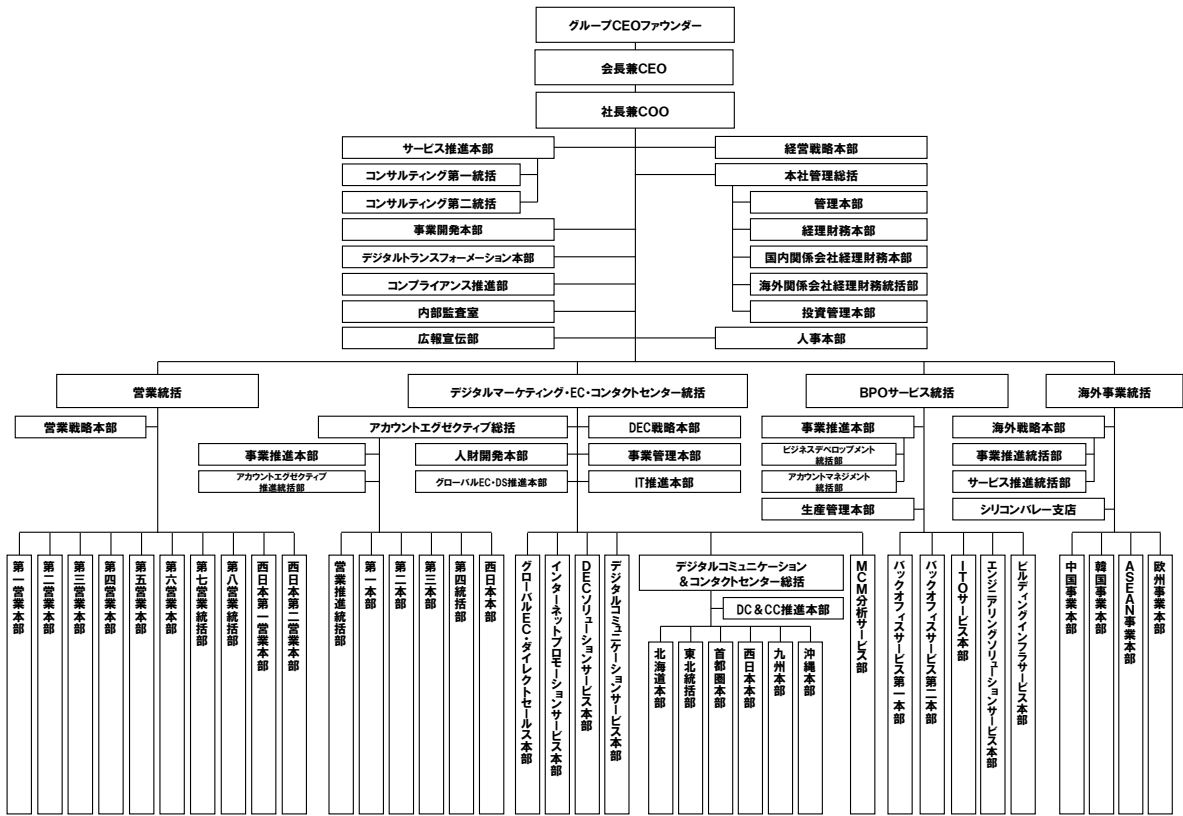 グループCEOファウンダー
会長兼CEO
社長兼COO
サービス推進本部
経営戦略本部
コンサルティング第一統括
本社管理総括
コンサルティング第二統括
管理本部
事業開発本部
経理財務本部
デジタルトランスフォーメーション本部
国内関係会社経理財務本部
コンプライアンス推進部
海外関係会社経理財務統括部
内部監査室
投資管理本部
広報宣伝部
人事本部
営業統括
デジタルマーケティング・EC・コンタクトセンター統括
BPOサービス統括
海外事業統括
営業戦略本部
アカウントエグゼクティブ総括
DEC戦略本部
事業推進本部
海外戦略本部
事業推進本部
人財開発本部
事業管理本部
ビジネスデベロップメント
統括部
事業推進統括部
アカウントエグゼクティブ
推進統括部
グローバルEC・DS推進本部
IT推進本部
アカウントマネジメント
統括部
サービス推進統括部
生産管理本部
シリコンバレー支店
第一営業本部
第二営業本部
第三営業本部
第四営業本部
第五営業本部
第六営業本部
第七営業統括部
第八営業統括部
西日本第一営業本部
西日本第二営業本部
営業推進統括部
第一本部
第二本部
第三本部
第四統括部
西日本本部
グローバルEC・ダイレクトセールス本部
インターネットプロモーションサービス本部
DECソリューションサービス本部
デジタルコミュニケーションサービス本部
デジタルコミュニケーション
&コンタクトセンター総括
DC&CC推進本部
北海道本部
東北統括部
首都圏本部
西日本本部
九州本部
沖縄本部
MCM分析サービス部
バックオフィスサービス第一本部
バックオフィスサービス第二本部
ITOサービス本部
エンジニアリングソリューションサービス本部
ビルディングインフラサービス本部
中国事業本部
韓国事業本部
ASEAN事業本部
欧州事業本部